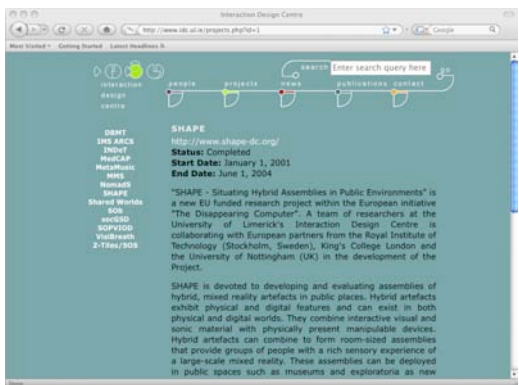 Interaction Design Centre
http://www.idc.ul.ie/projects.php?id=1
Google
Most Visited Getting Started Latest Headlines
search Enter search query here go
interaction
design
centre
people projects news publications contact
DBMT
IMS ARCS
INDeT
MedCAP
MetaMusic
MMS
NomadS
SHAPE
Shared Worlds
SOb
socGSD
SOPVIOD
VisiBreath
Z-Tiles/SOS
SHAPE
http://www.shape-dc.org/
Status: Completed
Start Date: January 1, 2001
End Date: June 1, 2004
"SHAPE - Situating Hybrid Assemblies in Public Environments" is
a new EU funded research project within the European initiative
"The Disappearing Computer". A team of researchers at the
University of Limerick's Interaction Design Centre is
collaborating with European partners from the Royal Institute of
Technology (Stockholm, Sweden), King's College London and
the University of Nottingham (UK) in the development of the
Project.
SHAPE is devoted to developing and evaluating assemblies of
hybrid, mixed reality artefacts in public places. Hybrid artefacts
exhibit physical and digital features and can exist in both
physical and digital worlds. They combine interactive visual and
sonic material with physically present manipulable devices.
Hybrid artefacts can combine to form room-sized assemblies
that provide groups of people with a rich sensory experience of
a large-scale mixed reality. These assemblies can be deployed
in public spaces such as museums and exploratoria as new
Done